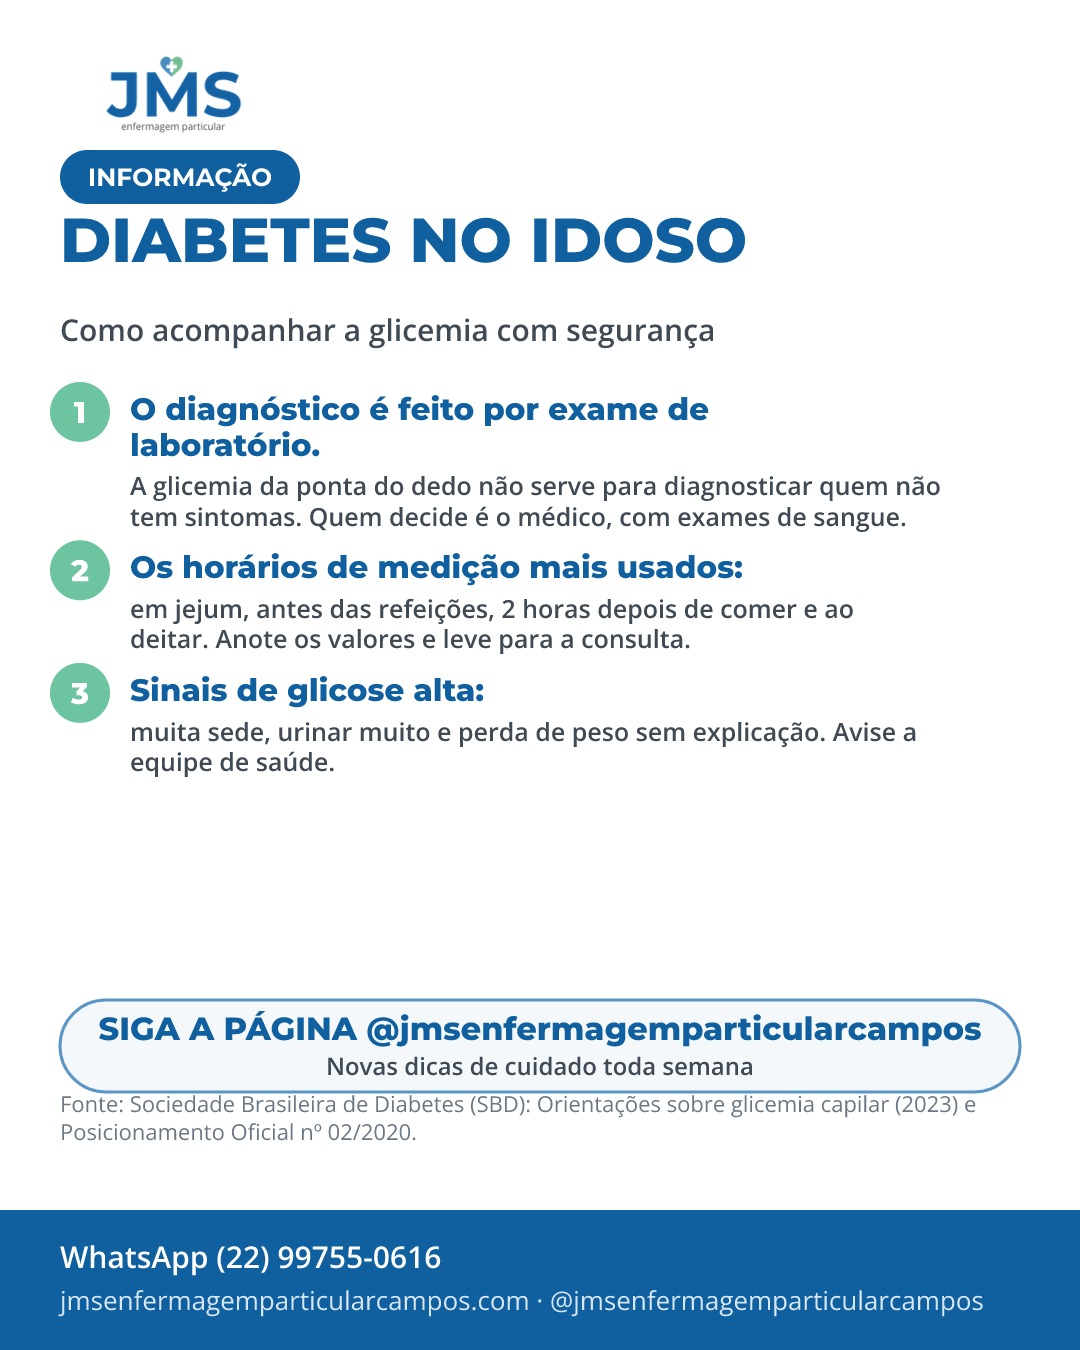 JMS
enfermagem particular
INFORMAÇÃO
DIABETES NO IDOSO
Como acompanhar a glicemia com segurança
1
O diagnóstico é feito por exame de
laboratório.
A glicemia da ponta do dedo não serve para diagnosticar quem não
tem sintomas. Quem decide é o médico, com exames de sangue.
2
Os horários de medição mais usados:
em jejum, antes das refeições, 2 horas depois de comer e ao
deitar. Anote os valores e leve para a consulta.
3
Sinais de glicose alta:
muita sede, urinar muito e perda de peso sem explicação. Avise a
equipe de saúde.
SIGA A PÁGINA @jmsenfermagemparticularcampos
Novas dicas de cuidado toda semana
Fonte: Sociedade Brasileira de Diabetes (SBD): Orientações sobre glicemia capilar (2023) e
Posicionamento Oficial nº 02/2020.
WhatsApp (22) 99755-0616
jmsenfermagemparticularcampos.com · @jmsenfermagemparticularcampos